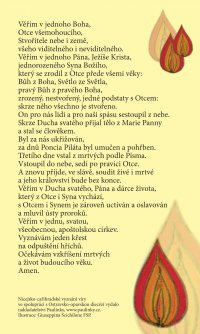 Věřím v jednoho Boha,
Otce všemohoucího,
Stvořitele nebe i země,
všeho viditelného i neviditelného.
Věřím v jednoho Pána, Ježíše Krista,
jednorozeného Syna Božího,
který se zrodil z Otce přede všemi věky:
Bůh z Boha, Světlo ze Světla,
pravý Bůh z pravého Boha,
zrozený, nestvořený, jedné podstaty s Otcem:
skrze něho všechno je stvořeno.
On pro nás lidi a pro naši spásu sestoupil z nebe.
Skrze Ducha svatého přijal tělo z Marie Panny
a stal se člověkem.
Byl za nás ukřižován,
za dnů Poncia Piláta byl umučen a pohřben.
Třetího dne vstal z mrtvých podle Písma.
Vstoupil do nebe, sedí po pravici Otce.
A znovu přijde, ve slávě, soudit živé i mrtvé
a jeho království bude bez konce.
Věřím v Ducha svatého, Pána a dárce života,
který z Otce i Syna vychází,
s Otcem i Synem je zároveň uctíván a oslavován
a mluvil ústy proroků.
Věřím v jednu, svatou,
všeobecnou, apoštolskou církev.
Vyznávám jeden křest
na odpuštění hříchů.
Očekávám vzkříšení mrtvých
a život budoucího věku.
Amen.
Nicejsko-cařihradské vyznání víry
ve spolupráci s Ostravsko-opavskou diecézí vydalo
nakladatelství Paulínky, www.paulinky.cz
Ilustrace Giuseppina Scichilone FSP